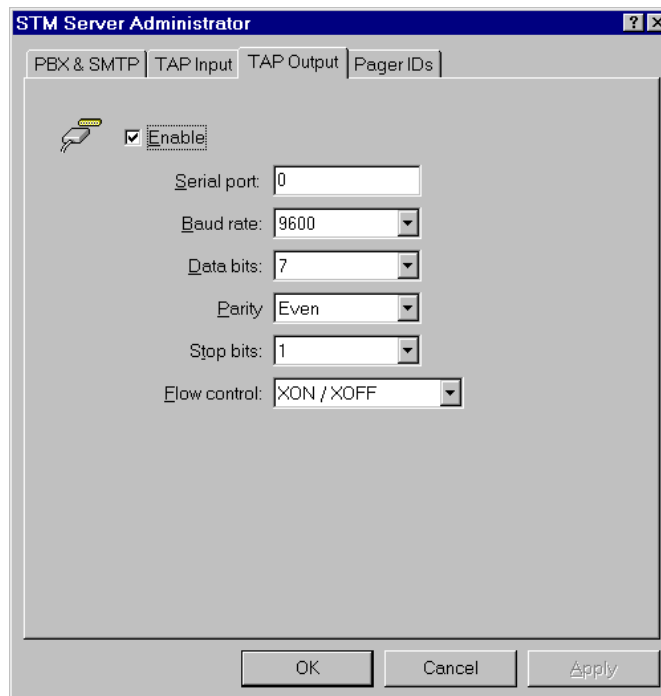 STM Server Administrator
PBX & SMTP TAP Input TAP Output Pager IDs
Enable
Serial port: 0
Baud rate: 9600
Data bits: 7
Parity Even
Stop bits: 1
Flow control: XON / XOFF
OK Cancel Apply